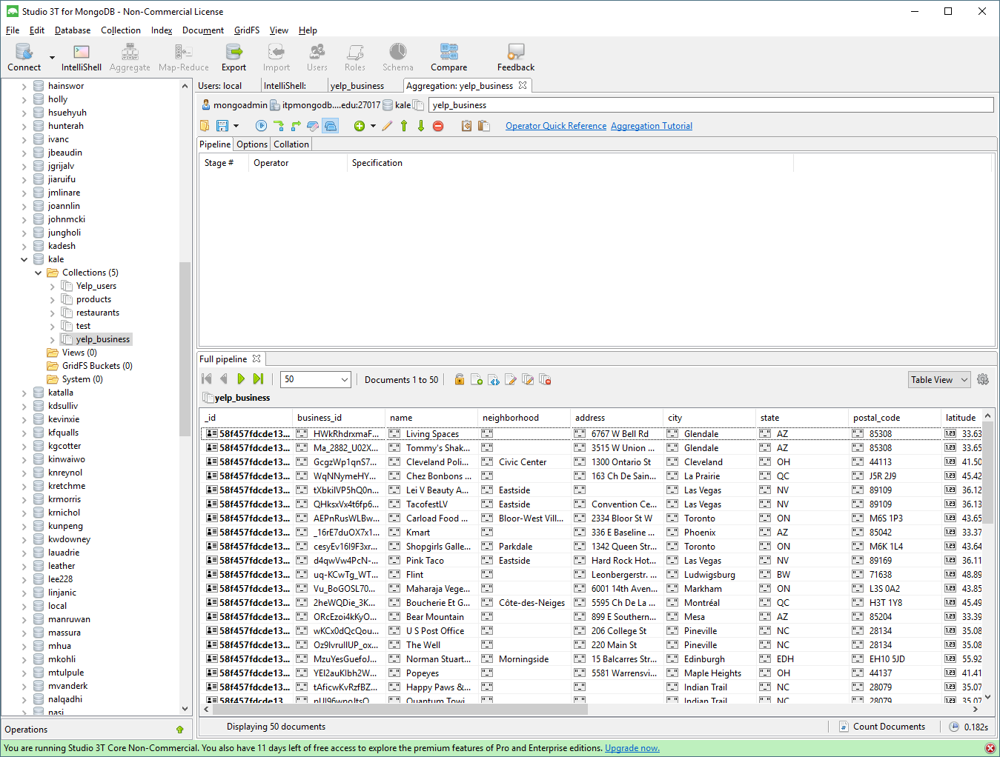 Studio 3T for MongoDB - Non-Commercial License
File Edit Database Collection Index Document GridFS View Help
Connect IntelliShell Aggregate Map-Reduce Export Import Users Roles Schema Compare Feedback
hainswor
holly
hsuehyuh
hunterah
ivanc
jbeaudin
jgrijalv
jiaruifu
jmlinare
joannlin
johnmcki
jungholi
kadesh
kale
Collections (5)
Yelp_users
products
restaurants
test
yelp_business
Views (0)
GridFS Buckets (0)
System (0)
katalla
kdsulliv
kevinxie
kfqualls
kgcotter
kinwaiwo
knreynol
kretchme
krmorris
krnichol
kunpeng
kwdowney
lauadrie
leather
lee228
linjanic
local
manruwan
massura
mhua
mkohli
mtulpule
mvanderk
nalqadhi
nasi
Operations
Users: local IntelliShell: yelp_business Aggregation: yelp_business
mongoadmin itpmongodb....edu:27017 kale yelp_business
Operator Quick Reference Aggregation Tutorial
Pipeline Options Collation
Stage # Operator Specification
Full pipeline
50 Documents 1 to 50 Table View
yelp_business
_id business_id name neighborhood address city state postal_code latitude
58f457fdcde13... HWkRhdrxmaF... Living Spaces 6767 W Bell Rd Glendale AZ 85308 33.63
58f457fdcde13... Ma_2882_U02X... Tommy's Shak... 3515 W Union ... Glendale AZ 85308 33.65
58f457fdcde13... GcgzWp1qnS7... Cleveland Poli... Civic Center 1300 Ontario St Cleveland OH 44113 41.50
58f457fdcde13... WqNNymeHY... Chez Bonbons ... 163 Ch De Sain... La Prairie QC J5R 2J9 45.42
58f457fdcde13... tXbkiIVP5hQ0n... Lei V Beauty A... Eastside Las Vegas NV 89109 36.12
58f457fdcde13... QHksxVx4t6fp6... TacofestLV Eastside Convention Ce... Las Vegas NV 89109 36.13
58f457fdcde13... AEPnRusWLBw... Carload Food ... Bloor-West Vill... 2334 Bloor St W Toronto ON M6S 1P3 43.65
58f457fdcde13... _16rE7duOX7x1... Kmart 336 E Baseline ... Phoenix AZ 85042 33.37
58f457fdcde13... cesyEv16I9F3xr... Shopgirls Galle... Parkdale 1342 Queen Str... Toronto ON M6K 1L4 43.64
58f457fdcde13... d4qwVw4PcN-... Pink Taco Eastside Hard Rock Hot... Las Vegas NV 89169 36.11
58f457fdcde13... uq-KCwTg_WT... Flint Leonbergerstr. ... Ludwigsburg BW 71638 48.89
58f457fdcde13... Vu_BoGOSL70... Maharaja Vege... 6001 14th Aven... Markham ON L3S 0A2 43.85
58f457fdcde13... 2heWQDie_3K... Boucherie Et G... Côte-des-Neiges 5595 Ch De La ... Montréal QC H3T 1Y8 45.49
58f457fdcde13... ORcEzoi4kKyO... Bear Mountain 899 E Southern... Mesa AZ 85204 33.39
58f457fdcde13... wKCx0dQcQou... U S Post Office 206 College St Pineville NC 28134 35.08
58f457fdcde13... Oz9IvruIIUP_ox... The Well 220 Main St Pineville NC 28134 35.08
58f457fdcde13... MzuYesGuefoJ... Norman Stuart... Morningside 15 Balcarres Str... Edinburgh EDH EH10 5JD 55.92
58f457fdcde13... YEI2auKlbh2W... Popeyes 5581 Warrensvi... Maple Heights OH 44137 41.41
58f457fdcde13... tAficwKvRzfBZ... Happy Paws &... Indian Trail NC 28079 35.07
58f457fdcde13 Quantum Towi Indian Trail NC 28079 35.07
Displaying 50 documents Count Documents 0.182s
You are running Studio 3T Core Non-Commercial. You also have 11 days left of free access to explore the premium features of Pro and Enterprise editions. Upgrade now.